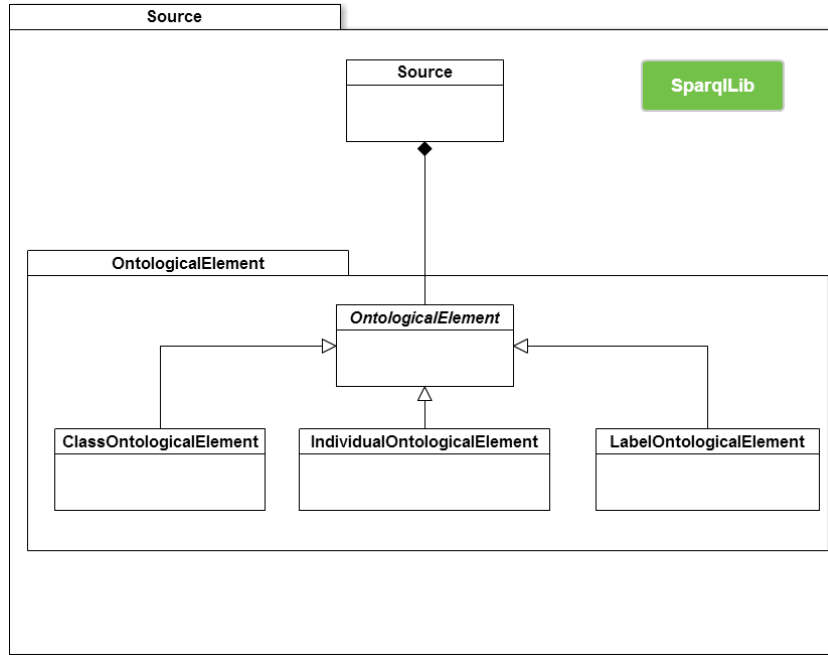 Source
Source
SparqlLib
OntologicalElement
OntologicalElement
ClassOntologicalElement
IndividualOntologicalElement
LabelOntologicalElement